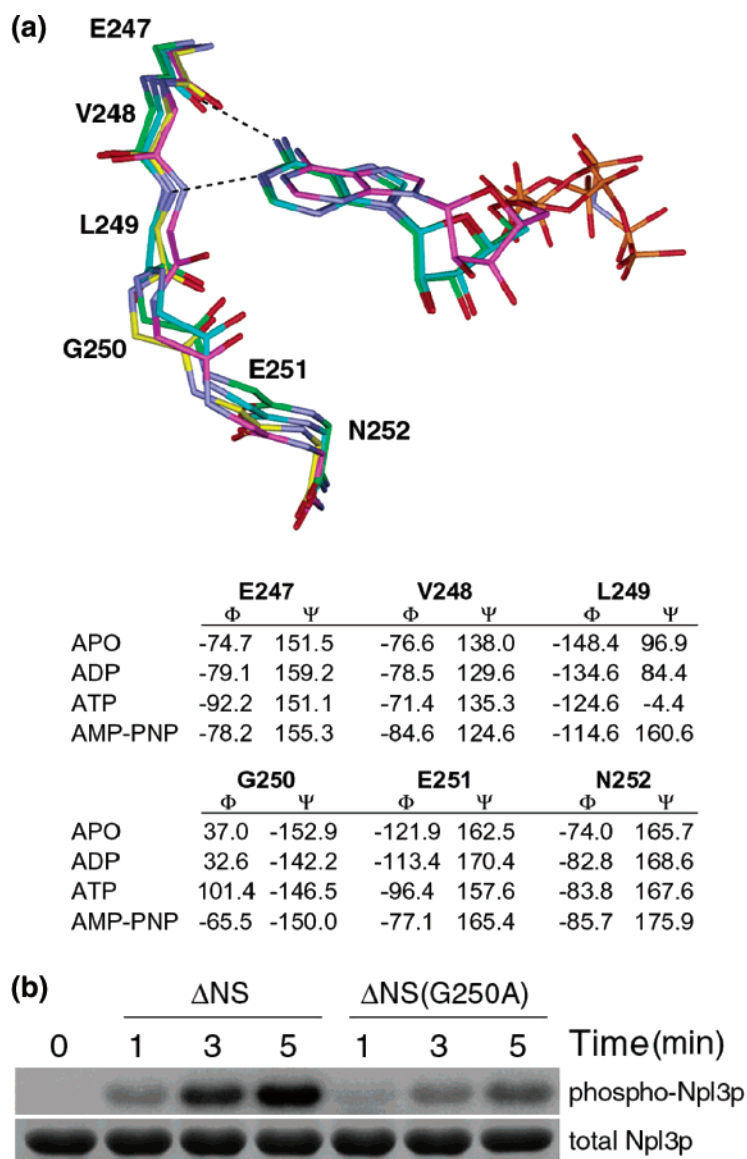 (a)
E247
V248
L249
G250
E251
N252
E247 V248 L249
Φ Ψ Φ Ψ Φ Ψ
APO -74.7 151.5 -76.6 138.0 -148.4 96.9
ADP -79.1 159.2 -78.5 129.6 -134.6 84.4
ATP -92.2 151.1 -71.4 135.3 -124.6 -4.4
AMP-PNP -78.2 155.3 -84.6 124.6 -114.6 160.6
G250 E251 N252
Φ Ψ Φ Ψ Φ Ψ
APO 37.0 -152.9 -121.9 162.5 -74.0 165.7
ADP 32.6 -142.2 -113.4 170.4 -82.8 168.6
ATP 101.4 -146.5 -96.4 157.6 -83.8 167.6
AMP-PNP -65.5 -150.0 -77.1 165.4 -85.7 175.9
(b)
ΔNS ΔNS(G250A)
0 1 3 5 1 3 5 Time(min)
phospho-Npl3p
total Npl3p